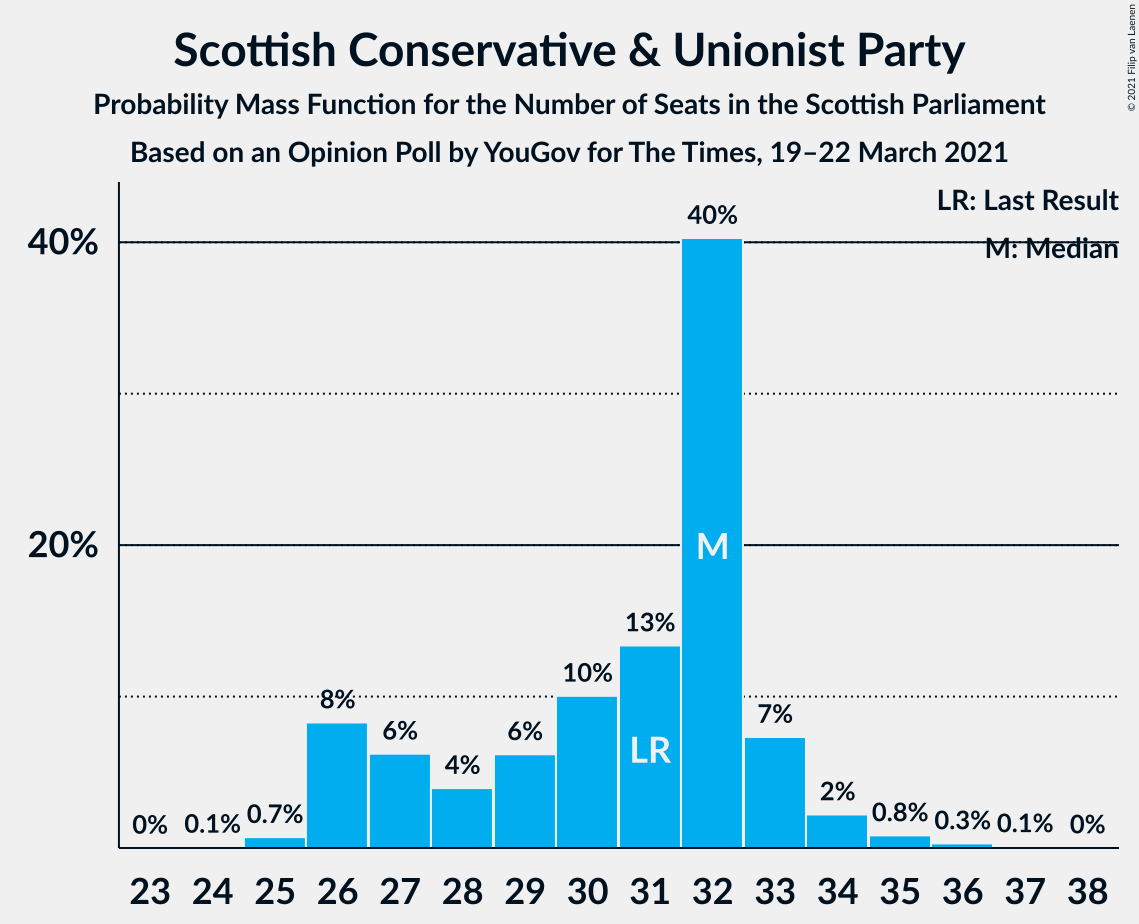 Scottish Conservative & Unionist Party
Probability Mass Function for the Number of Seats in the Scottish Parliament
Based on an Opinion Poll by YouGov for The Times, 19–22 March 2021
© 2021 Filip van Laenen
LR: Last Result
M: Median
40%
20%
0%
0.1%
0.7%
8%
6%
4%
6%
10%
13%
40%
7%
2%
0.8%
0.3%
0.1%
0%
LR
M
23 24 25 26 27 28 29 30 31 32 33 34 35 36 37 38